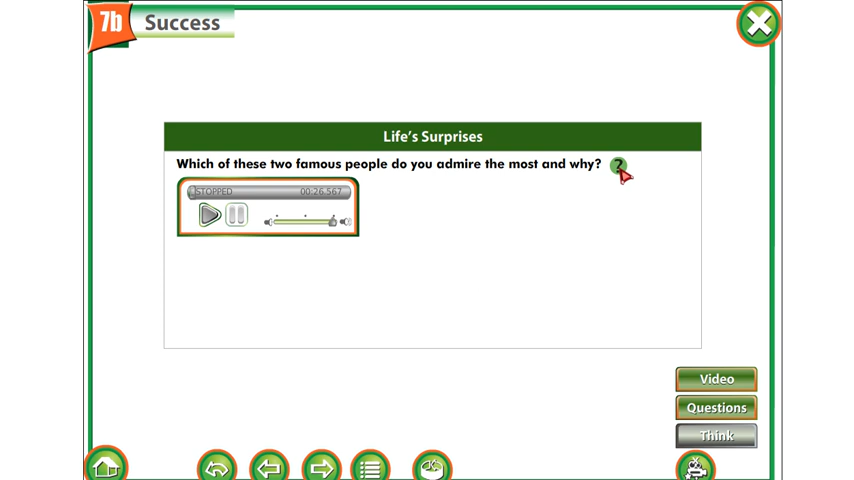 7b Success
Life's Surprises
Which of these two famous people do you admire the most and why? ?
STOPPED 00:26.567
Video
Questions
Think